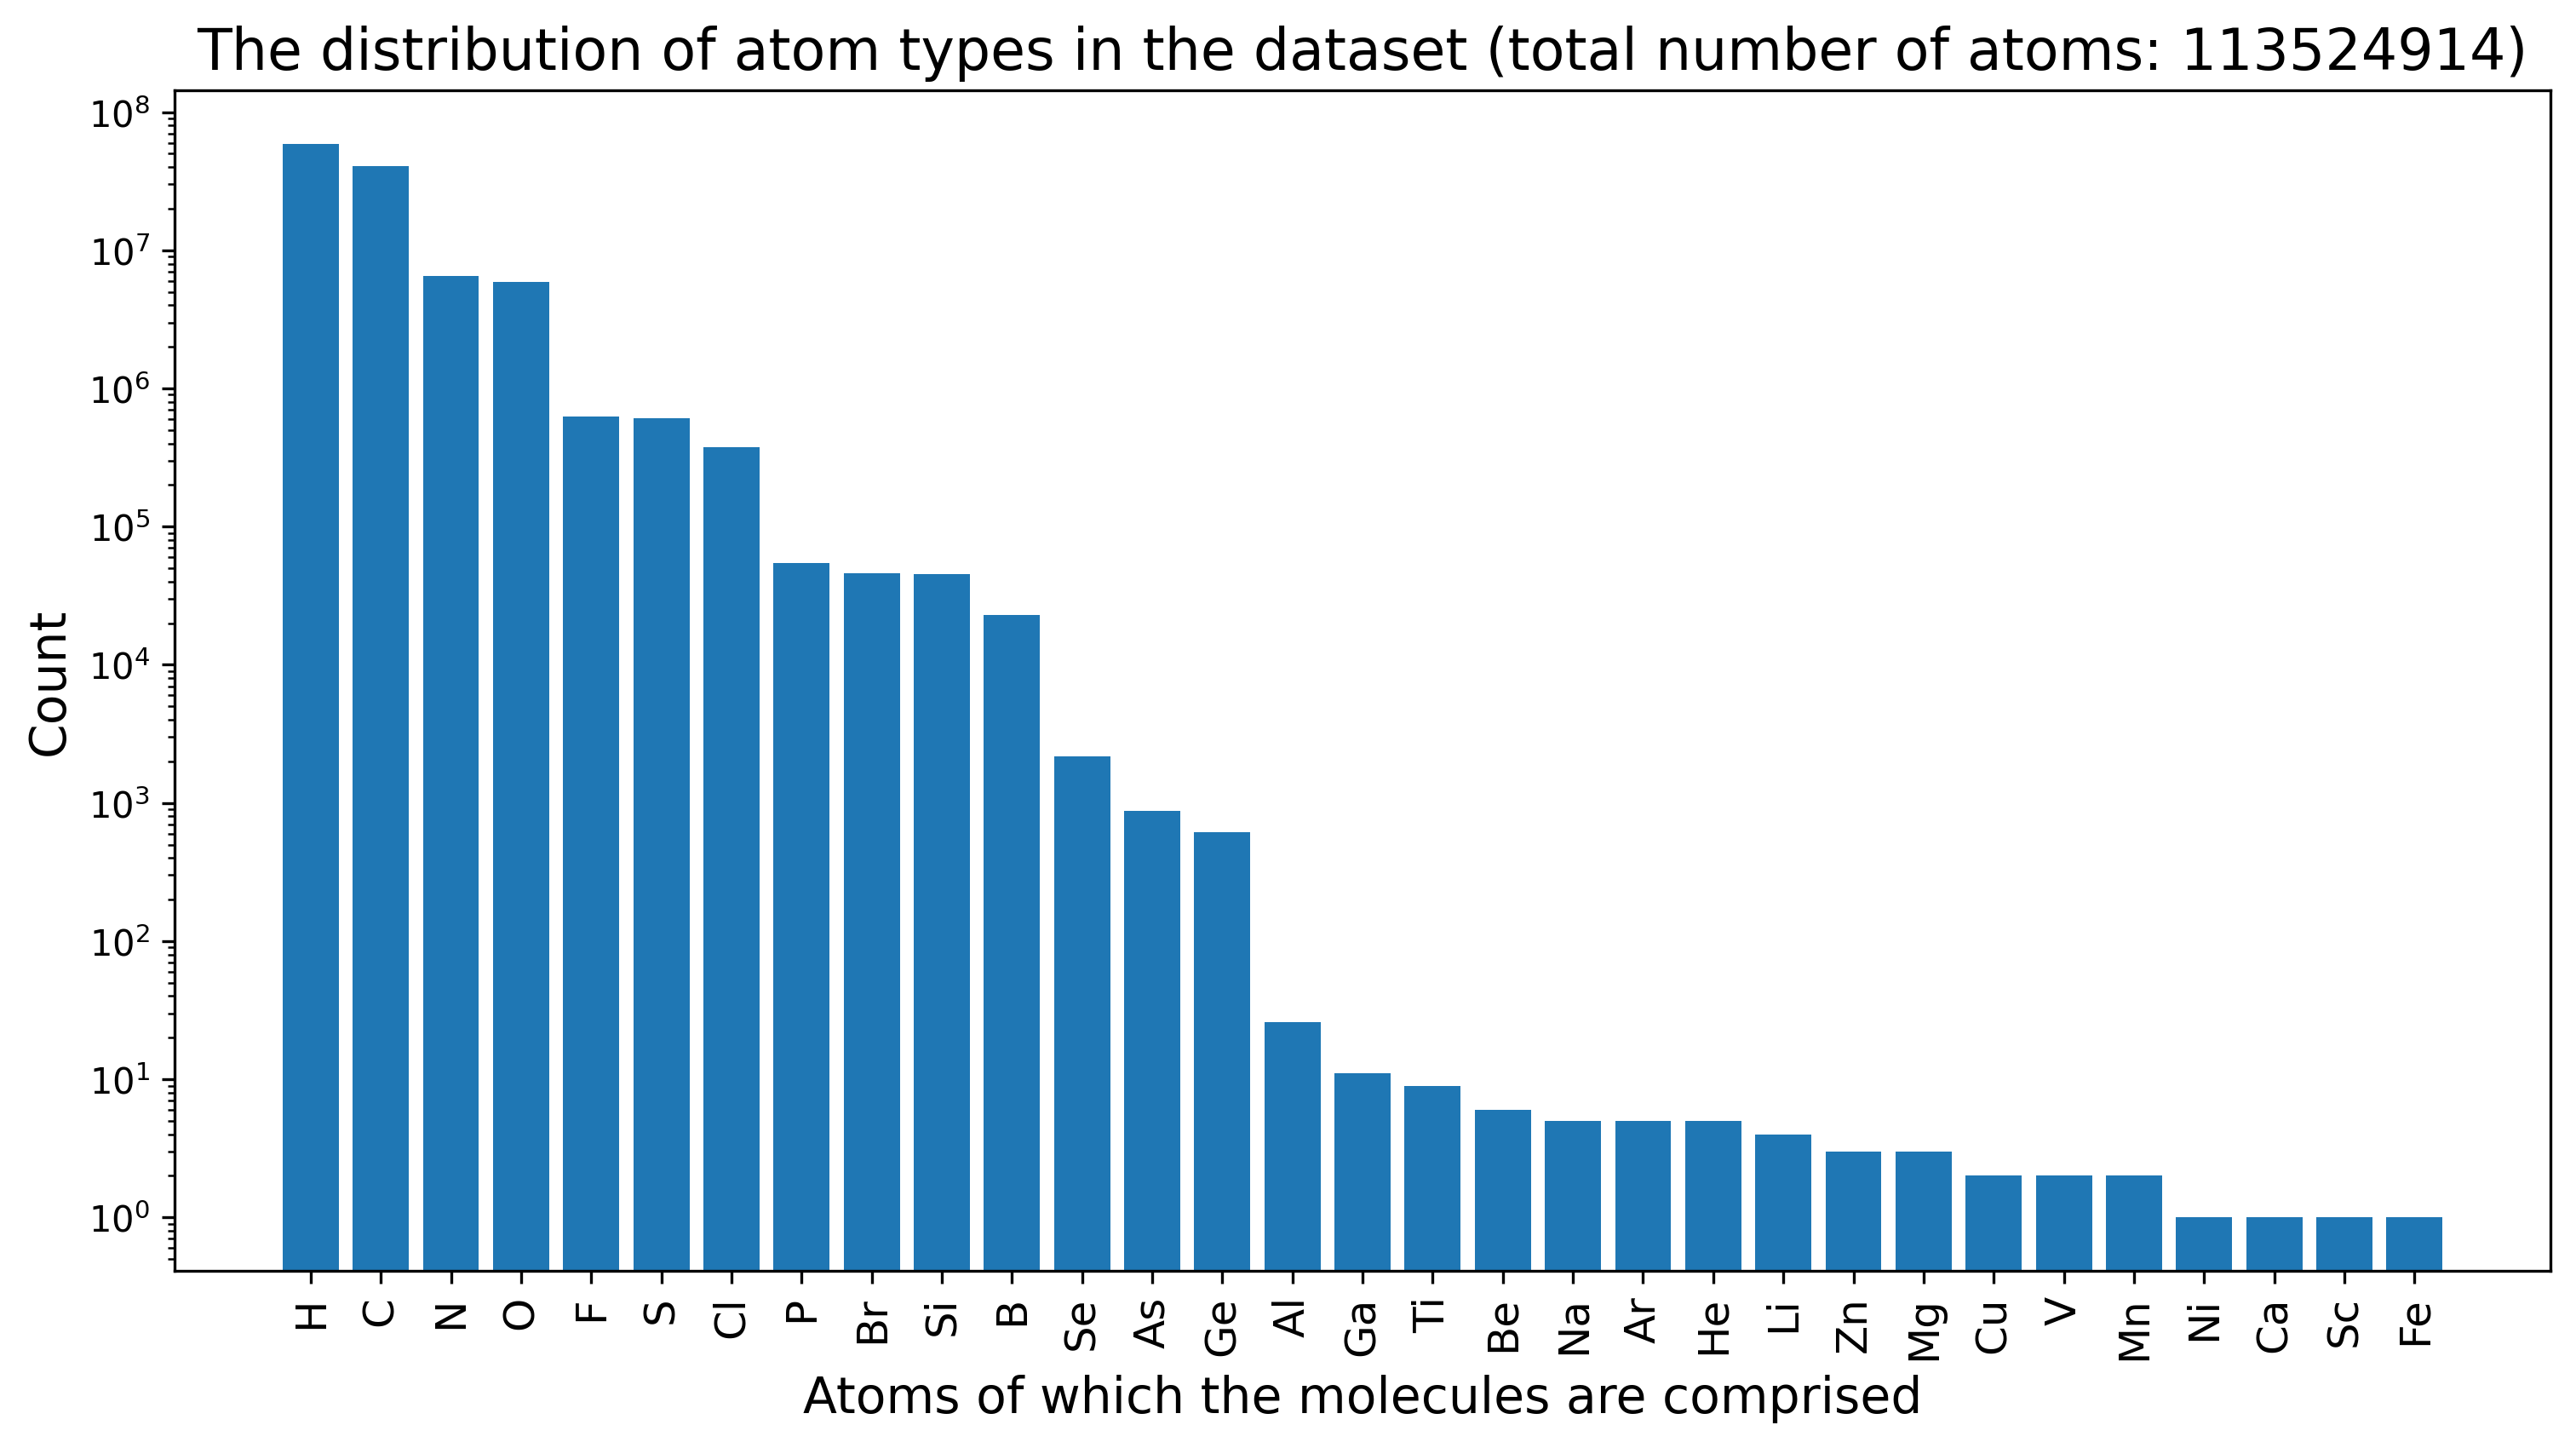 The distribution of atom types in the dataset (total number of atoms: 113524914)
10⁸
10⁷
10⁶
10⁵
10⁴
10³
10²
10¹
10⁰
Count
H C N O F S Cl P Br Si B Se As Ge Al Ga Ti Be Na Ar He Li Zn Mg Cu V Mn Ni Ca Sc Fe
Atoms of which the molecules are comprised